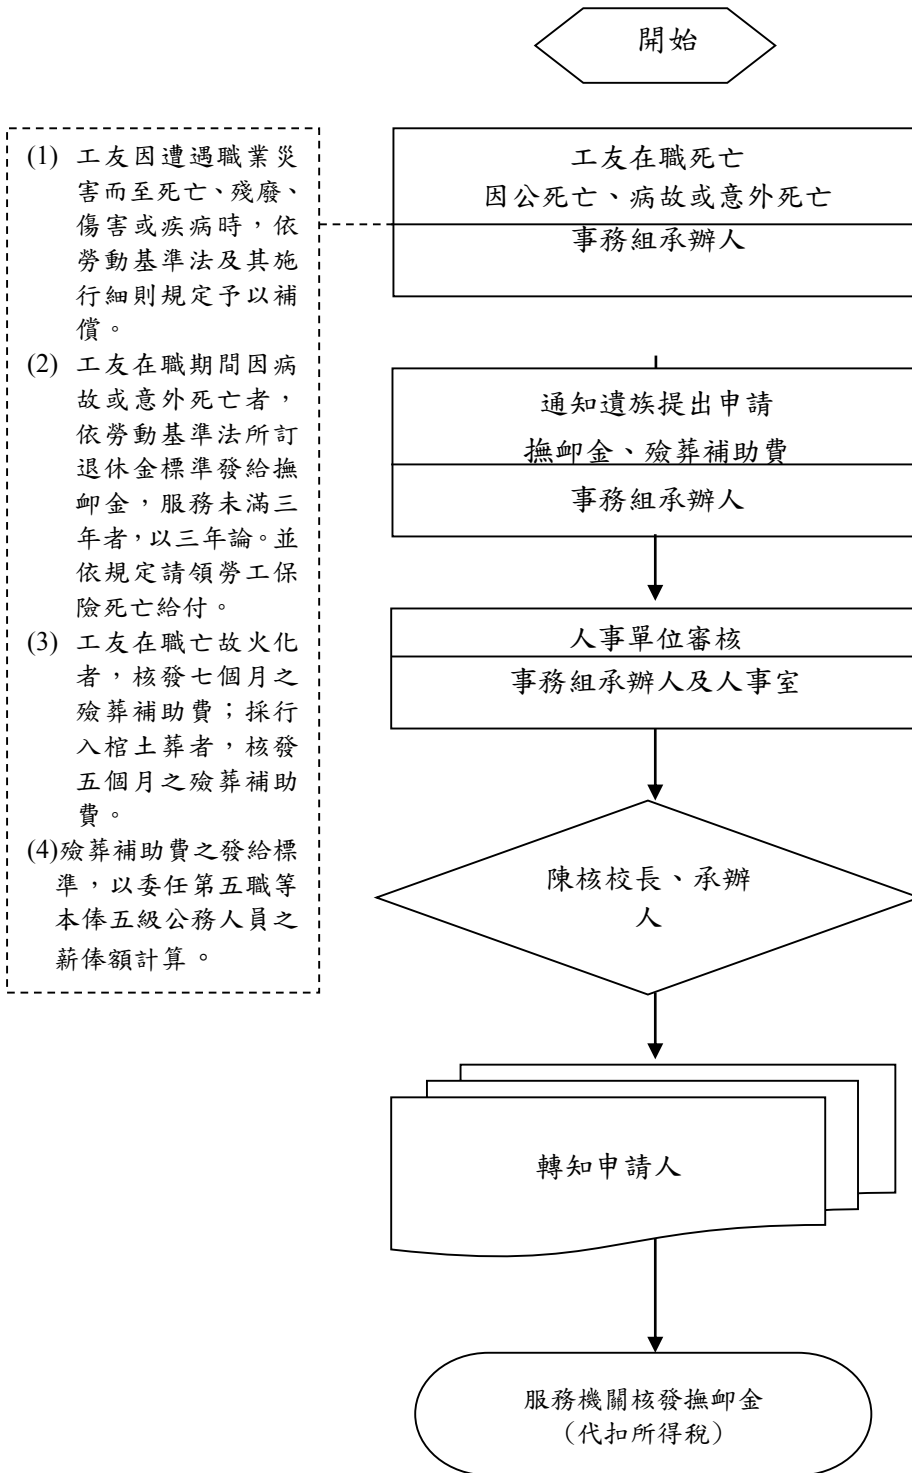 開始
(1) 工友因遭遇職業災
害而至死亡、殘廢、
傷害或疾病時，依
勞動基準法及其施
行細則規定予以補
償。
(2) 工友在職期間因病
故或意外死亡者，
依勞動基準法所訂
退休金標準發給撫
卹金，服務未滿三
年者，以三年論。並
依規定請領勞工保
險死亡給付。
(3) 工友在職亡故火化
者，核發七個月之
殮葬補助費；採行
入棺土葬者，核發
五個月之殮葬補助
費。
(4)殮葬補助費之發給標
準，以委任第五職等
本俸五級公務人員之
薪俸額計算。
工友在職死亡
因公死亡、病故或意外死亡
事務組承辦人
通知遺族提出申請
撫卹金、殮葬補助費
事務組承辦人
人事單位審核
事務組承辦人及人事室
陳核校長、承辦
人
轉知申請人
服務機關核發撫卹金
（代扣所得稅）